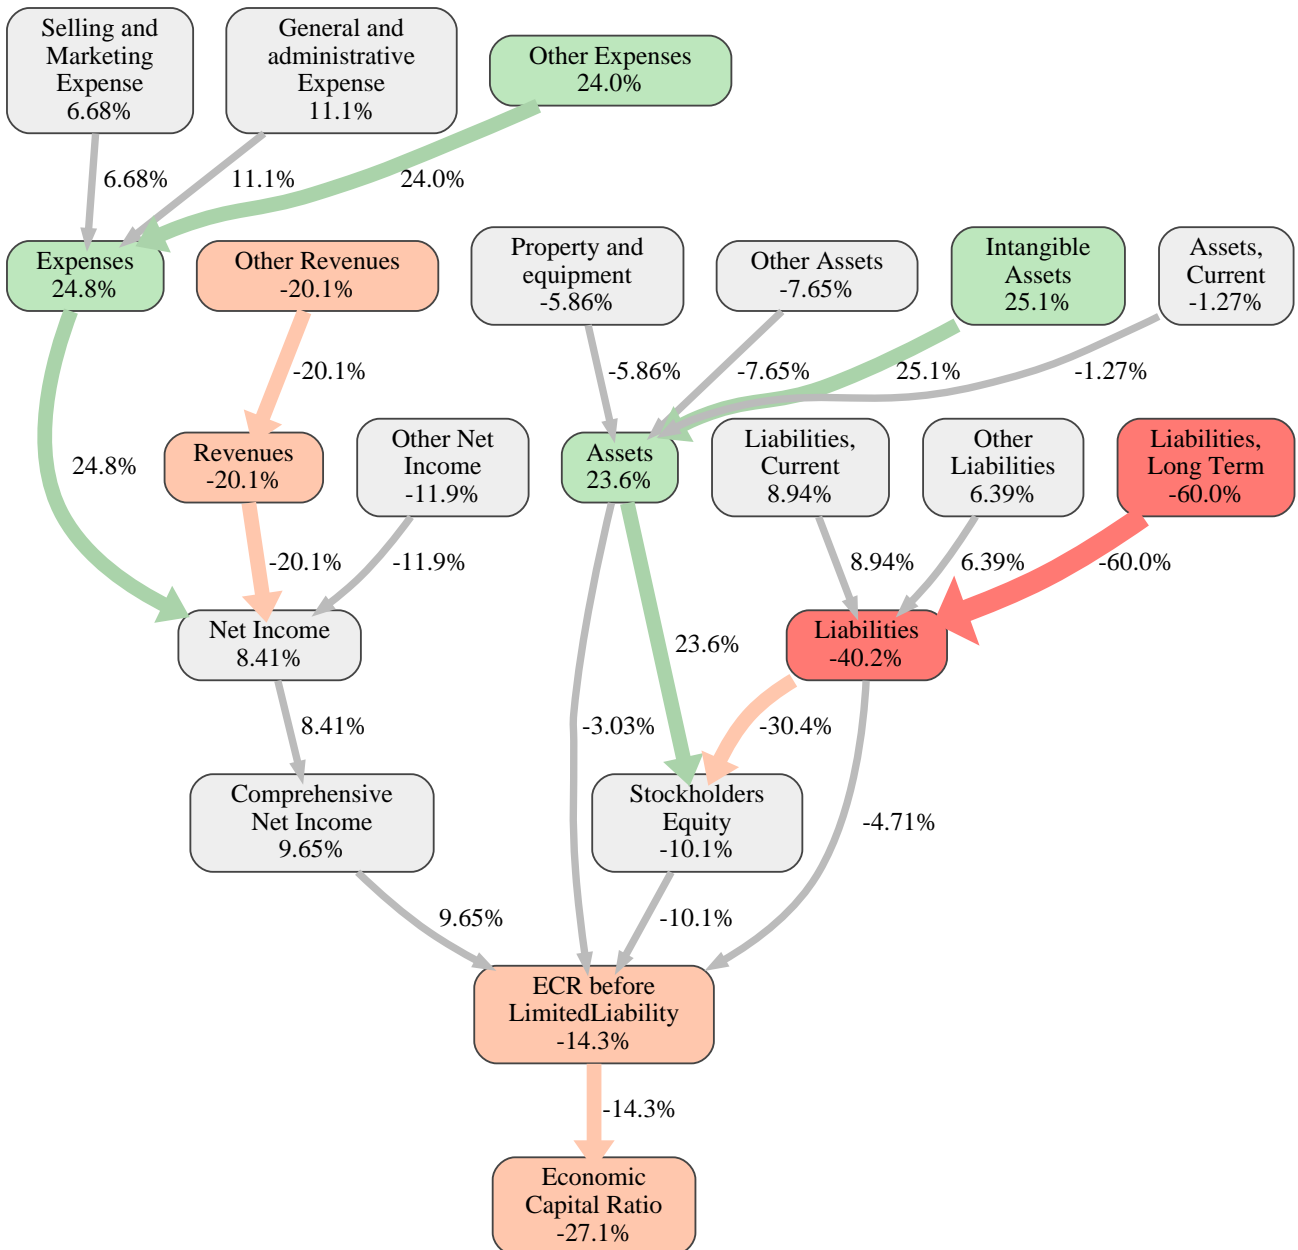 Selling and
Marketing
Expense
6.68%
General and
administrative
Expense
11.1%
Other Expenses
24.0%
6.68%
11.1%
24.0%
Expenses
24.8%
Other Revenues
-20.1%
Property and
equipment
-5.86%
Other Assets
-7.65%
Intangible
Assets
25.1%
Assets,
Current
-1.27%
-20.1%
-5.86%
-7.65%
25.1%
-1.27%
24.8%
Revenues
-20.1%
Other Net
Income
-11.9%
Assets
23.6%
Liabilities,
Current
8.94%
Other
Liabilities
6.39%
Liabilities,
Long Term
-60.0%
-20.1%
-11.9%
8.94%
6.39%
-60.0%
Net Income
8.41%
23.6%
Liabilities
-40.2%
8.41%
-3.03%
-30.4%
Comprehensive
Net Income
9.65%
Stockholders
Equity
-10.1%
-4.71%
9.65%
-10.1%
ECR before
LimitedLiability
-14.3%
-14.3%
Economic
Capital Ratio
-27.1%